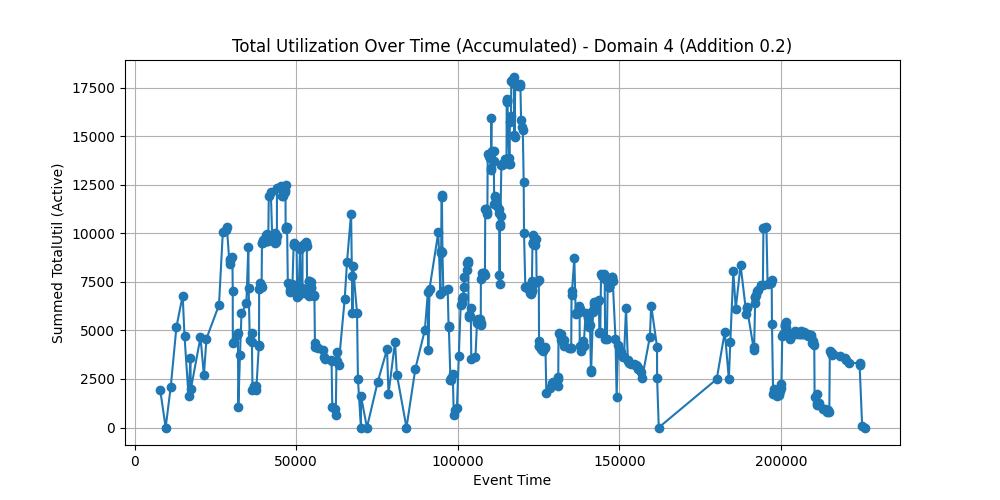 Total Utilization Over Time (Accumulated) - Domain 4 (Addition 0.2)
Summed TotalUtil (Active)
17500
15000
12500
10000
7500
5000
2500
0
0 50000 100000 150000 200000
Event Time